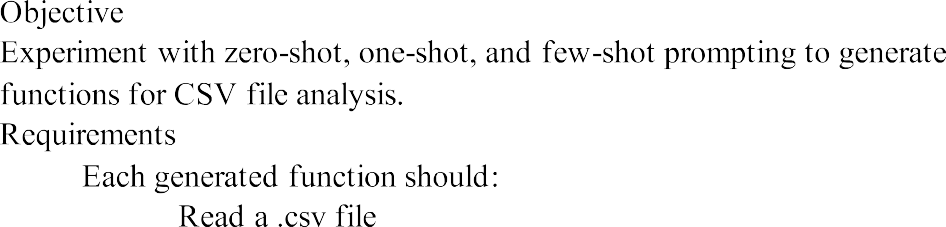 Objective
Experiment with zero-shot, one-shot, and few-shot prompting to generate
functions for CSV file analysis.
Requirements
Each generated function should:
Read a .csv file